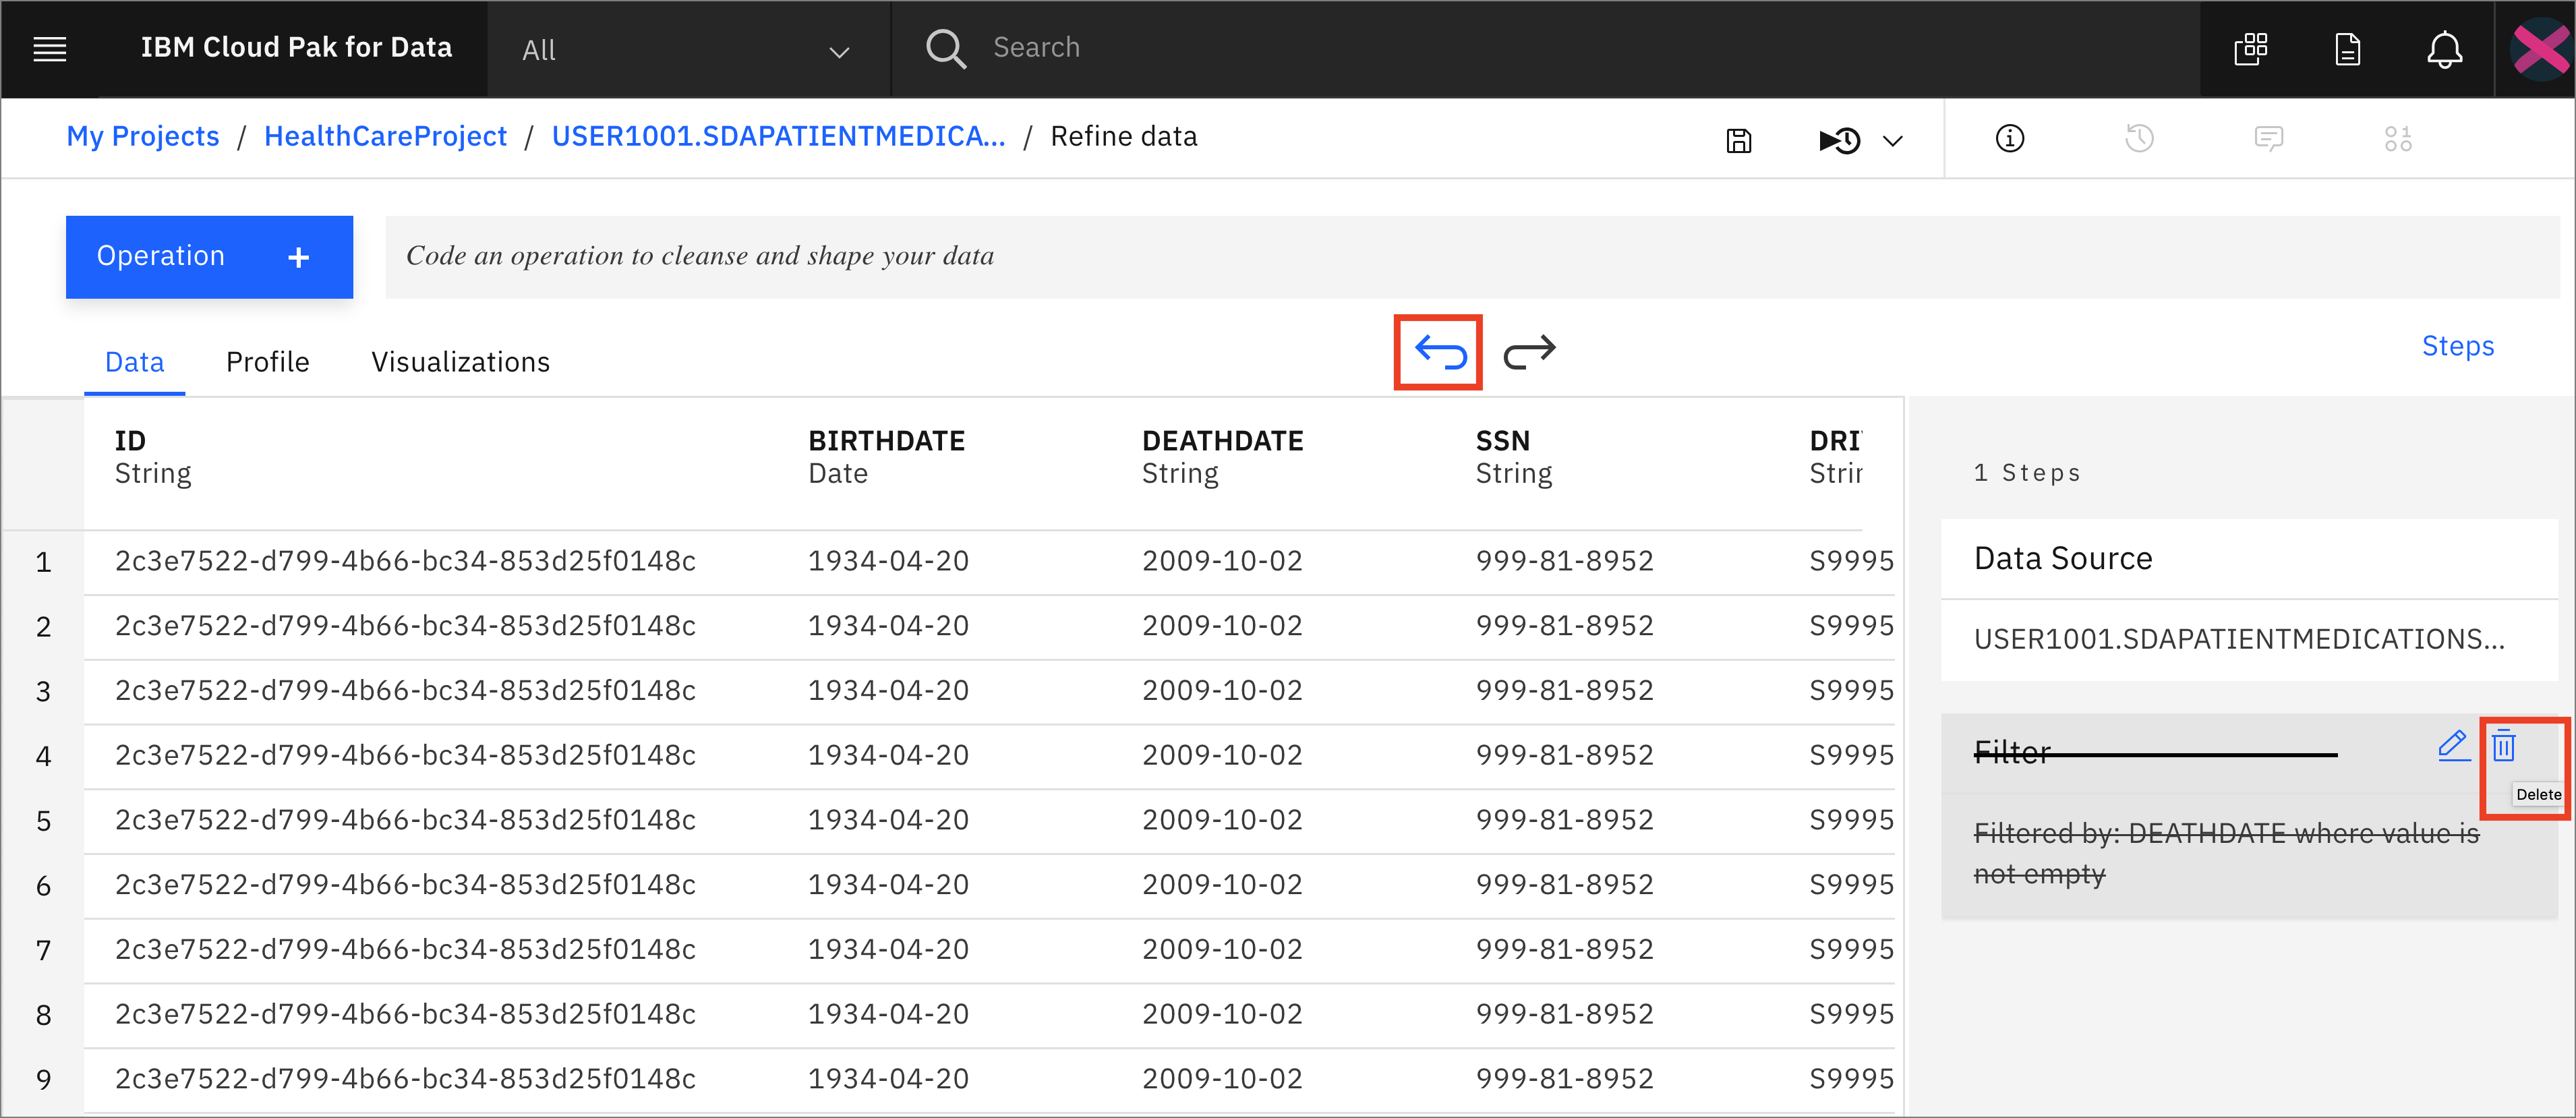 IBM Cloud Pak for Data
All
Search
My Projects / HealthCareProject / USER1001.SDAPATIENTMEDICA... / Refine data
Operation +
Code an operation to cleanse and shape your data
Data Profile Visualizations
Steps
ID BIRTHDATE DEATHDATE SSN DRI
String Date String String Strir
1 2c3e7522-d799-4b66-bc34-853d25f0148c 1934-04-20 2009-10-02 999-81-8952 S9995
2 2c3e7522-d799-4b66-bc34-853d25f0148c 1934-04-20 2009-10-02 999-81-8952 S9995
3 2c3e7522-d799-4b66-bc34-853d25f0148c 1934-04-20 2009-10-02 999-81-8952 S9995
4 2c3e7522-d799-4b66-bc34-853d25f0148c 1934-04-20 2009-10-02 999-81-8952 S9995
5 2c3e7522-d799-4b66-bc34-853d25f0148c 1934-04-20 2009-10-02 999-81-8952 S9995
6 2c3e7522-d799-4b66-bc34-853d25f0148c 1934-04-20 2009-10-02 999-81-8952 S9995
7 2c3e7522-d799-4b66-bc34-853d25f0148c 1934-04-20 2009-10-02 999-81-8952 S9995
8 2c3e7522-d799-4b66-bc34-853d25f0148c 1934-04-20 2009-10-02 999-81-8952 S9995
9 2c3e7522-d799-4b66-bc34-853d25f0148c 1934-04-20 2009-10-02 999-81-8952 S9995
1 Steps
Data Source
USER1001.SDAPATIENTMEDICATIONS...
Filter
Delete
Filtered by: DEATHDATE where value is
not empty